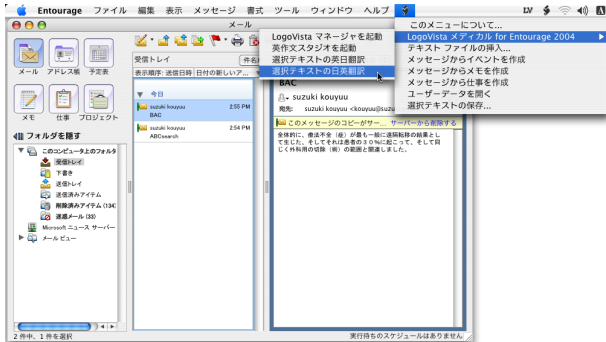 Entourage ファイル 編集 表示 メッセージ 書式 ツール ウィンドウ ヘルプ
メール
LogoVista マネージャを起動
英作文スタジオを起動
選択テキストの英日翻訳
選択テキストの日英翻訳
このメニューについて...
LogoVista メディカル for Entourage 2004
テキスト ファイルの挿入...
メッセージからイベントを作成
メッセージからメモを作成
メッセージから仕事を作成
ユーザーデータを開く
選択テキストの保存...
メール アドレス帳 予定表
メモ 仕事 プロジェクト
フォルダを隠す
このコンピュータ上のフォルダ
受信トレイ
下書き
送信トレイ
送信済みアイテム
削除済みアイテム (134)
迷惑メール (33)
Microsoft ニュース サーバー
メール ビュー
受信トレイ
表示順序: 送信日時 日付の新しいア...
今日
suzuki kouyuu 2:55 PM
BAC
suzuki kouyuu 2:54 PM
ABCsearch
BAC
suzuki kouyuu
宛先: suzuki kouyuu <kouyuu@suzu
このメッセージのコピーがサー... サーバーから削除する
全体的に、療法不全（症）が最も一般に遠隔転移の結果とし
て生じた、そしてそれは患者の３０％に起こって、そして同
じく外科用の切除（術）の範囲と関連しました。
2 件中、1 件を選択
実行待ちのスケジュールはありません